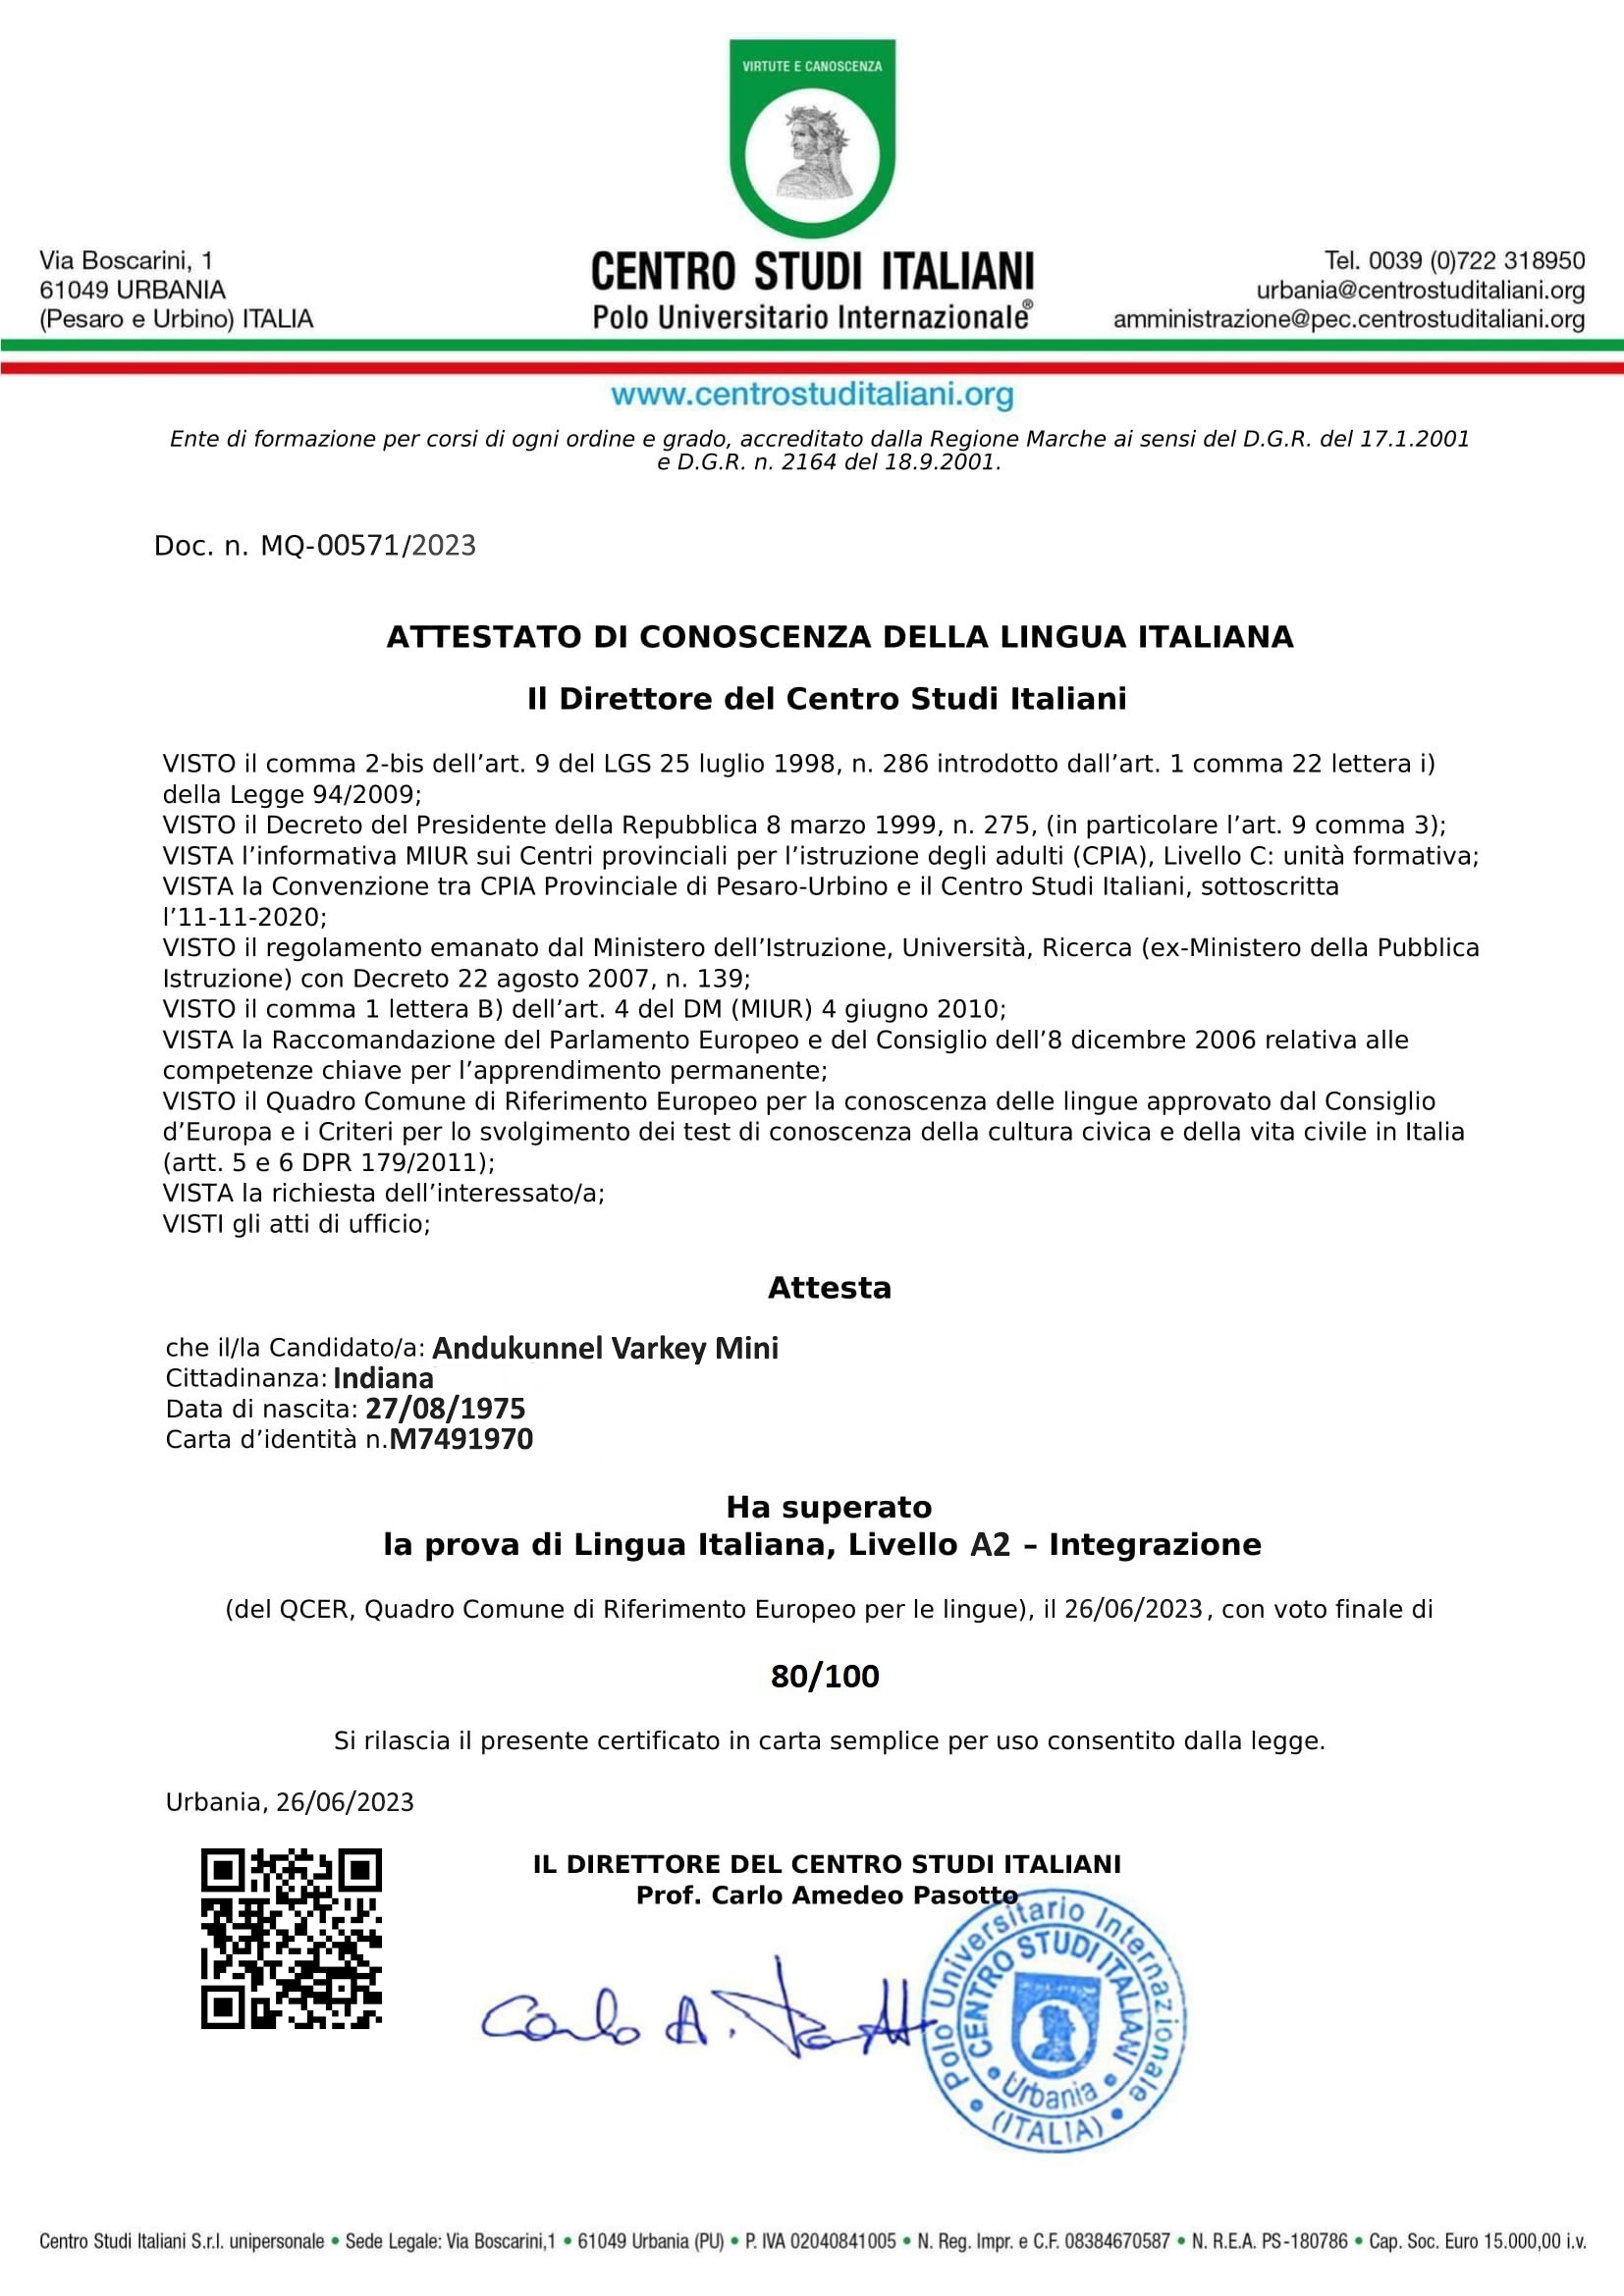 VIRTUTE E CANOSCENZA
Via Boscarini, 1
61049 URBANIA
(Pesaro e Urbino) ITALIA
CENTRO STUDI ITALIANI
Polo Universitario Internazionale®
Tel. 0039 (0)722 318950
urbania@centrostuditaliani.org
amministrazione@pec.centrostuditaliani.org
www.centrostuditaliani.org
Ente di formazione per corsi di ogni ordine e grado, accreditato dalla Regione Marche ai sensi del D.G.R. del 17.1.2001
e D.G.R. n. 2164 del 18.9.2001.
Doc. n. MQ-00571/2023
ATTESTATO DI CONOSCENZA DELLA LINGUA ITALIANA
Il Direttore del Centro Studi Italiani
VISTO il comma 2-bis dell’art. 9 del LGS 25 luglio 1998, n. 286 introdotto dall’art. 1 comma 22 lettera i)
della Legge 94/2009;
VISTO il Decreto del Presidente della Repubblica 8 marzo 1999, n. 275, (in particolare l’art. 9 comma 3);
VISTA l’informativa MIUR sui Centri provinciali per l’istruzione degli adulti (CPIA), Livello C: unità formativa;
VISTA la Convenzione tra CPIA Provinciale di Pesaro-Urbino e il Centro Studi Italiani, sottoscritta
l’11-11-2020;
VISTO il regolamento emanato dal Ministero dell’Istruzione, Università, Ricerca (ex-Ministero della Pubblica
Istruzione) con Decreto 22 agosto 2007, n. 139;
VISTO il comma 1 lettera B) dell’art. 4 del DM (MIUR) 4 giugno 2010;
VISTA la Raccomandazione del Parlamento Europeo e del Consiglio dell’8 dicembre 2006 relativa alle
competenze chiave per l’apprendimento permanente;
VISTO il Quadro Comune di Riferimento Europeo per la conoscenza delle lingue approvato dal Consiglio
d’Europa e i Criteri per lo svolgimento dei test di conoscenza della cultura civica e della vita civile in Italia
(artt. 5 e 6 DPR 179/2011);
VISTA la richiesta dell’interessato/a;
VISTI gli atti di ufficio;
Attesta
che il/la Candidato/a: Andukunnel Varkey Mini
Cittadinanza: Indiana
Data di nascita: 27/08/1975
Carta d’identità n.M7491970
Ha superato
la prova di Lingua Italiana, Livello A2 – Integrazione
(del QCER, Quadro Comune di Riferimento Europeo per le lingue), il 26/06/2023, con voto finale di
80/100
Si rilascia il presente certificato in carta semplice per uso consentito dalla legge.
Urbania, 26/06/2023
IL DIRETTORE DEL CENTRO STUDI ITALIANI
Prof. Carlo Amedeo Pasotto
Carlo A. Pasotto
Polo Universitario Internazionale • (ITALIA) •
CENTRO STUDI ITALIANI • Urbania •
Centro Studi Italiani S.r.l. unipersonale • Sede Legale: Via Boscarini,1 • 61049 Urbania (PU) • P. IVA 02040841005 • N. Reg. Impr. e C.F. 08384670587 • N. R.E.A. PS-180786 • Cap. Soc. Euro 15.000,00 i.v.